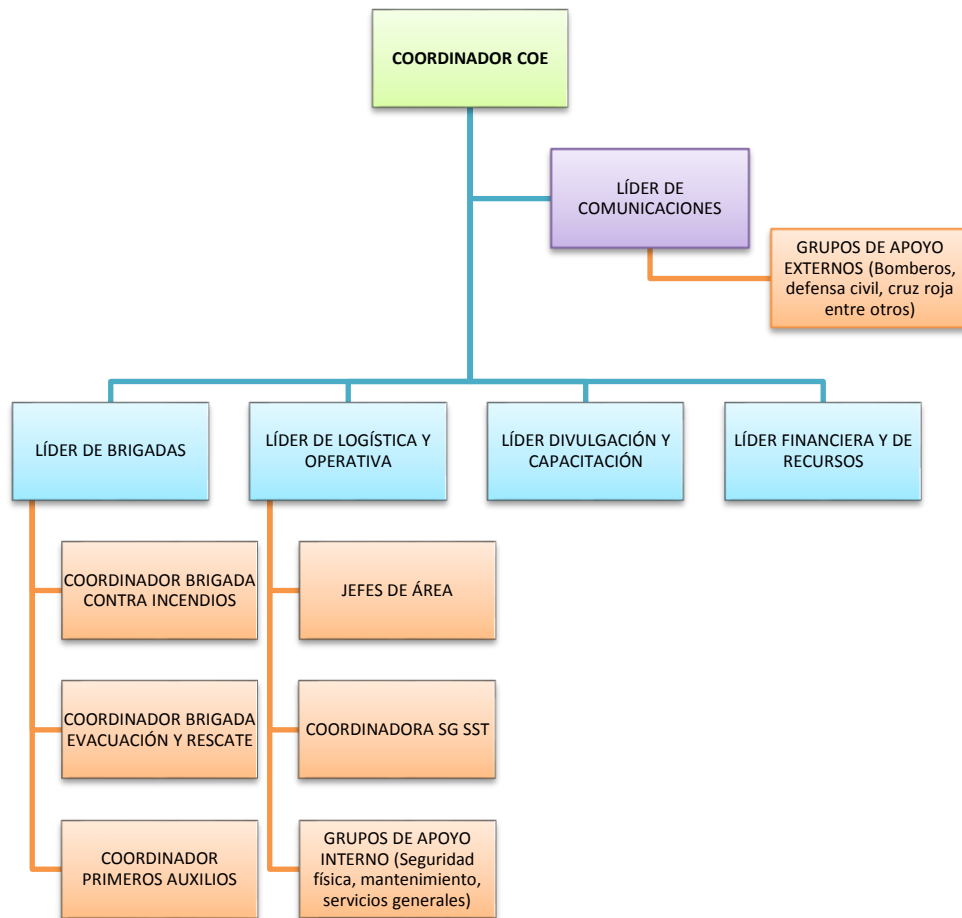 COORDINADOR COE
LÍDER DE
COMUNICACIONES
GRUPOS DE APOYO
EXTERNOS (Bomberos,
defensa civil, cruz roja
entre otros)
LÍDER DE BRIGADAS
LÍDER DE LOGÍSTICA Y
OPERATIVA
LÍDER DIVULGACIÓN Y
CAPACITACIÓN
LÍDER FINANCIERA Y DE
RECURSOS
COORDINADOR BRIGADA
CONTRA INCENDIOS
JEFES DE ÁREA
COORDINADOR BRIGADA
EVACUACIÓN Y RESCATE
COORDINADORA SG SST
COORDINADOR
PRIMEROS AUXILIOS
GRUPOS DE APOYO
INTERNO (Seguridad
física, mantenimiento,
servicios generales)